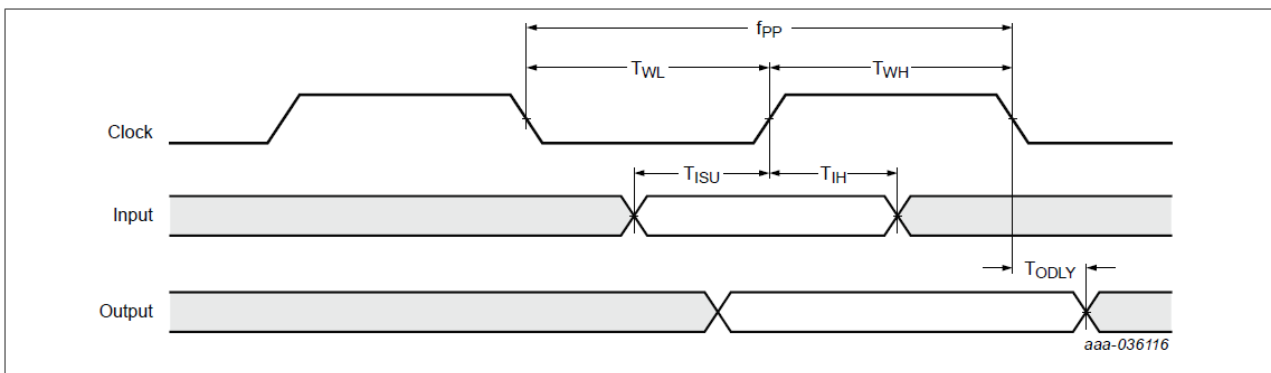 fPP
TWL
TWH
Clock
TISU
TIH
Input
TODLY
Output
aaa-036116